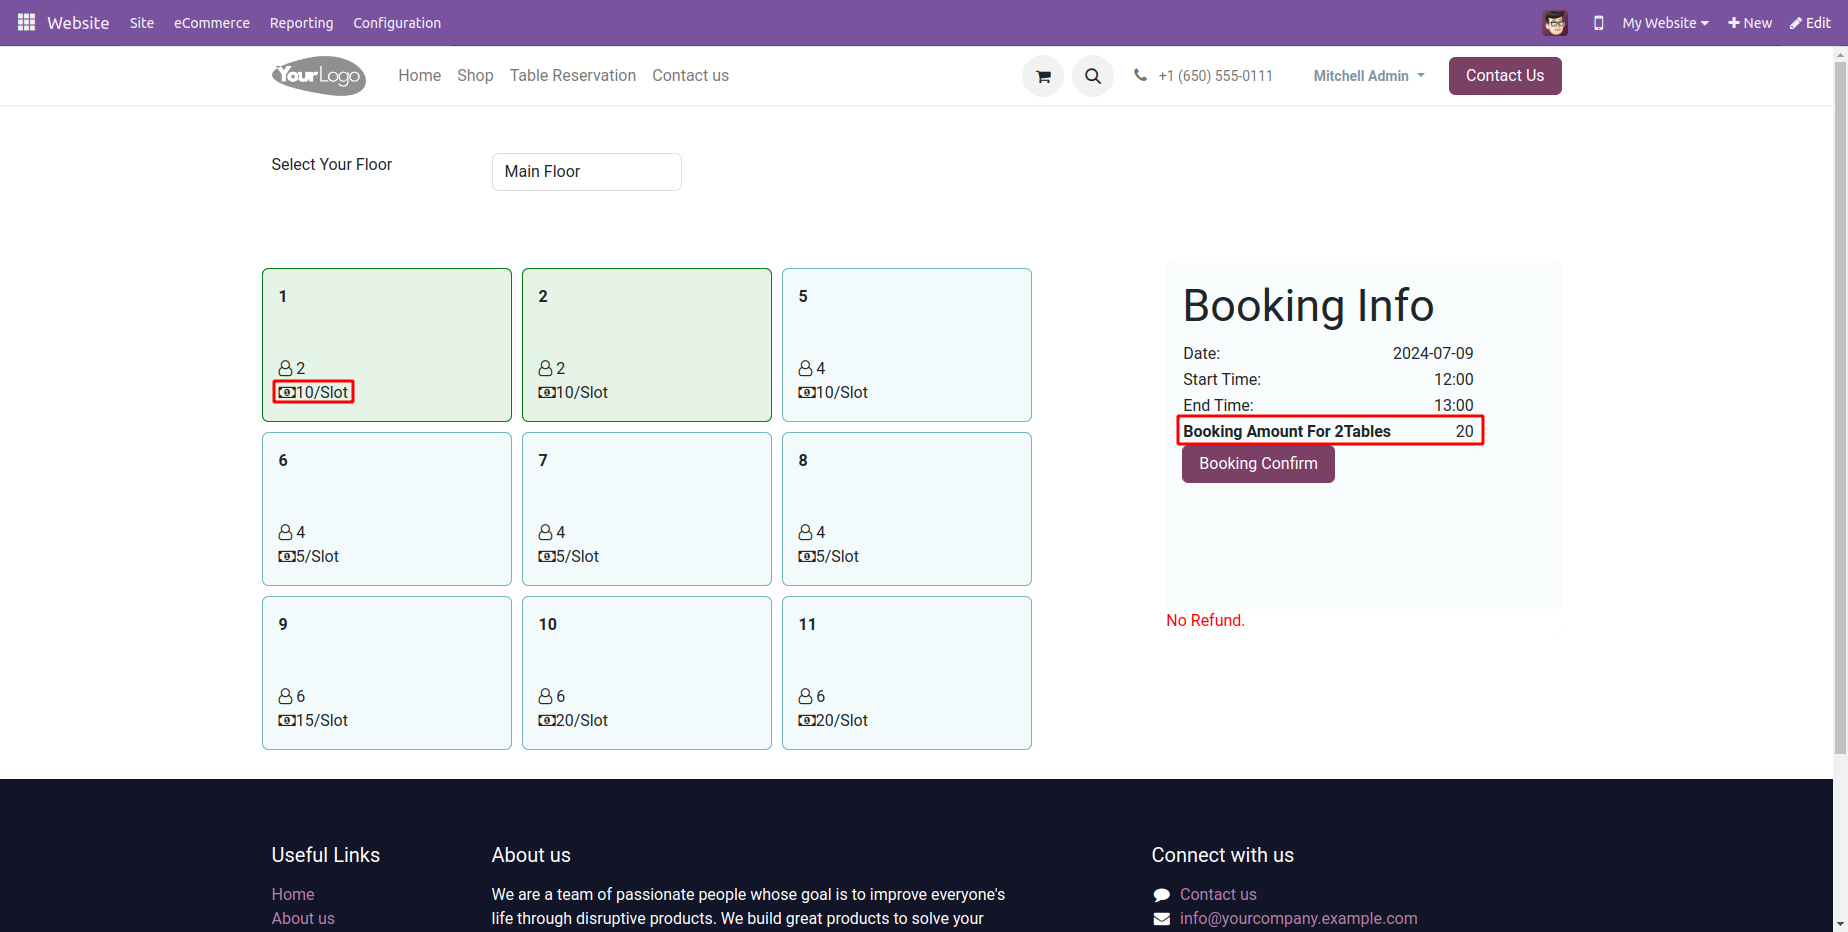 Website Site eCommerce Reporting Configuration My Website New Edit
YourLogo Home Shop Table Reservation Contact us +1 (650) 555-0111 Mitchell Admin Contact Us
Select Your Floor Main Floor
1 2 5
2 2 4
10/Slot 10/Slot 10/Slot
6 7 8
4 4 4
5/Slot 5/Slot 5/Slot
9 10 11
6 6 6
15/Slot 20/Slot 20/Slot
Booking Info
Date: 2024-07-09
Start Time: 12:00
End Time: 13:00
Booking Amount For 2Tables 20
Booking Confirm
No Refund.
Useful Links
Home
About us
About us
We are a team of passionate people whose goal is to improve everyone's
life through disruptive products. We build great products to solve your
Connect with us
Contact us
info@yourcompany.example.com